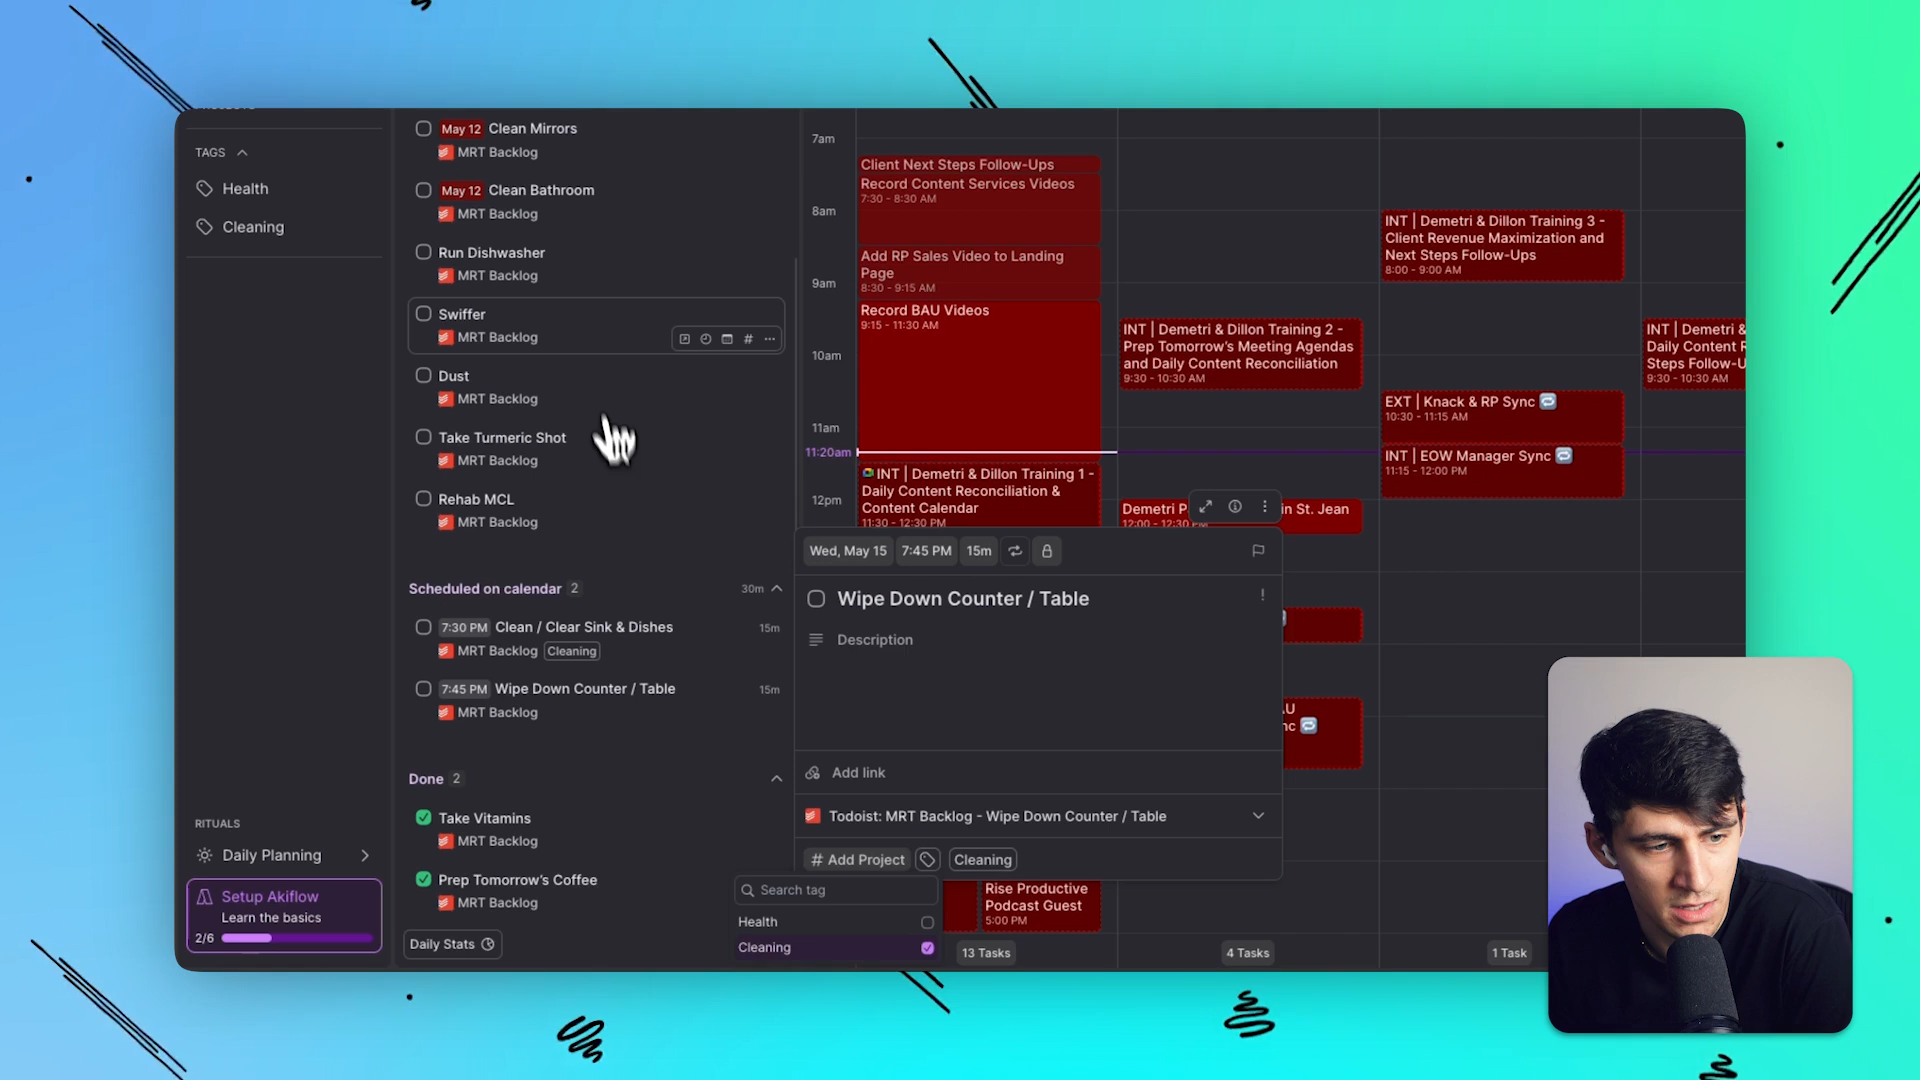 TAGS
Health
Cleaning
RITUALS
Daily Planning
Setup Akiflow
Learn the basics
2/6
May 12 Clean Mirrors
MRT Backlog
May 12 Clean Bathroom
MRT Backlog
Run Dishwasher
MRT Backlog
Swiffer
MRT Backlog
#
Dust
MRT Backlog
Take Turmeric Shot
MRT Backlog
Rehab MCL
MRT Backlog
Scheduled on calendar 2
30m
7:30 PM Clean / Clear Sink & Dishes
15m
MRT Backlog Cleaning
7:45 PM Wipe Down Counter / Table
15m
MRT Backlog
Done 2
Take Vitamins
MRT Backlog
Prep Tomorrow's Coffee
MRT Backlog
Daily Stats
7am
8am
9am
10am
11am
11:20am
12pm
Client Next Steps Follow-Ups
Record Content Services Videos
7:30 - 8:30 AM
Add RP Sales Video to Landing
Page
8:30 - 9:15 AM
Record BAU Videos
9:15 - 11:30 AM
INT | Demetri & Dillon Training 1 -
Daily Content Reconciliation &
Content Calendar
11:30 - 12:30 PM
INT | Demetri & Dillon Training 2 -
Prep Tomorrow's Meeting Agendas
and Daily Content Reconciliation
9:30 - 10:30 AM
Demetri P
in St. Jean
12:00 - 12:30 PM
INT | Demetri & Dillon Training 3 -
Client Revenue Maximization and
Next Steps Follow-Ups
8:00 - 9:00 AM
EXT | Knack & RP Sync
10:30 - 11:15 AM
INT | EOW Manager Sync
11:15 - 12:00 PM
INT | Demetri &
Daily Content R
Steps Follow-U
9:30 - 10:30 AM
Wed, May 15 7:45 PM 15m
Wipe Down Counter / Table
!
Description
Add link
Todoist: MRT Backlog - Wipe Down Counter / Table
# Add Project Cleaning
Search tag
Health
Cleaning
Rise Productive
Podcast Guest
5:00 PM
13 Tasks
4 Tasks
1 Task